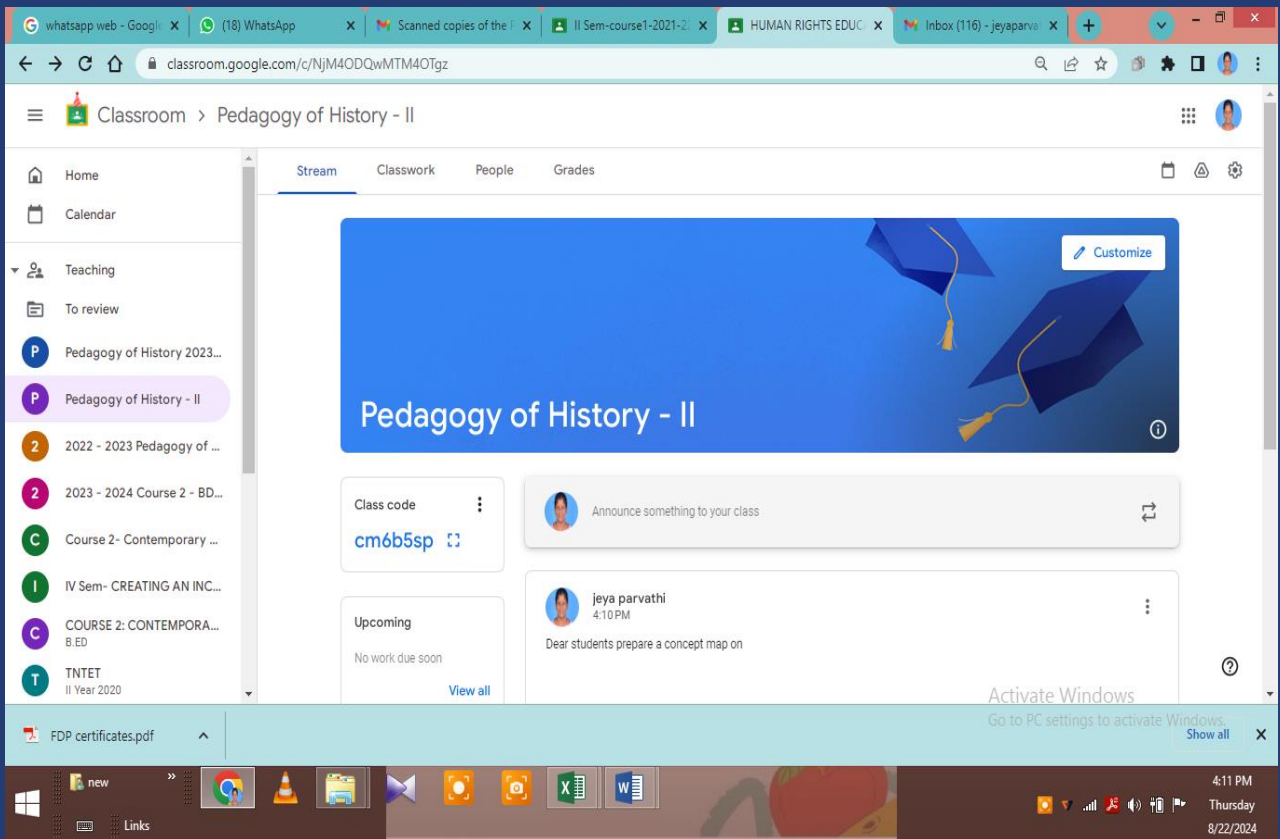 whatsapp web - Googl
(18) WhatsApp
Scanned copies of the F
II Sem-course1-2021-2
HUMAN RIGHTS EDUC
Inbox (116) - jeyaparva
classroom.google.com/c/NjM4ODQwMTM4OTgz
Classroom > Pedagogy of History - II
Home
Calendar
Teaching
To review
P Pedagogy of History 2023...
P Pedagogy of History - II
2 2022 - 2023 Pedagogy of ...
2 2023 - 2024 Course 2 - BD...
C Course 2- Contemporary ...
I IV Sem- CREATING AN INC...
C COURSE 2: CONTEMPORA...
B.ED
T TNTET
II Year 2020
Stream Classwork People Grades
Customize
Pedagogy of History - II
Class code
cm6b5sp
Upcoming
No work due soon
View all
Announce something to your class
jeya parvathi
4:10 PM
Dear students prepare a concept map on
Activate Windows
Go to PC settings to activate Windows.
FDP certificates.pdf
Show all
new
Links
4:11 PM
Thursday
8/22/2024